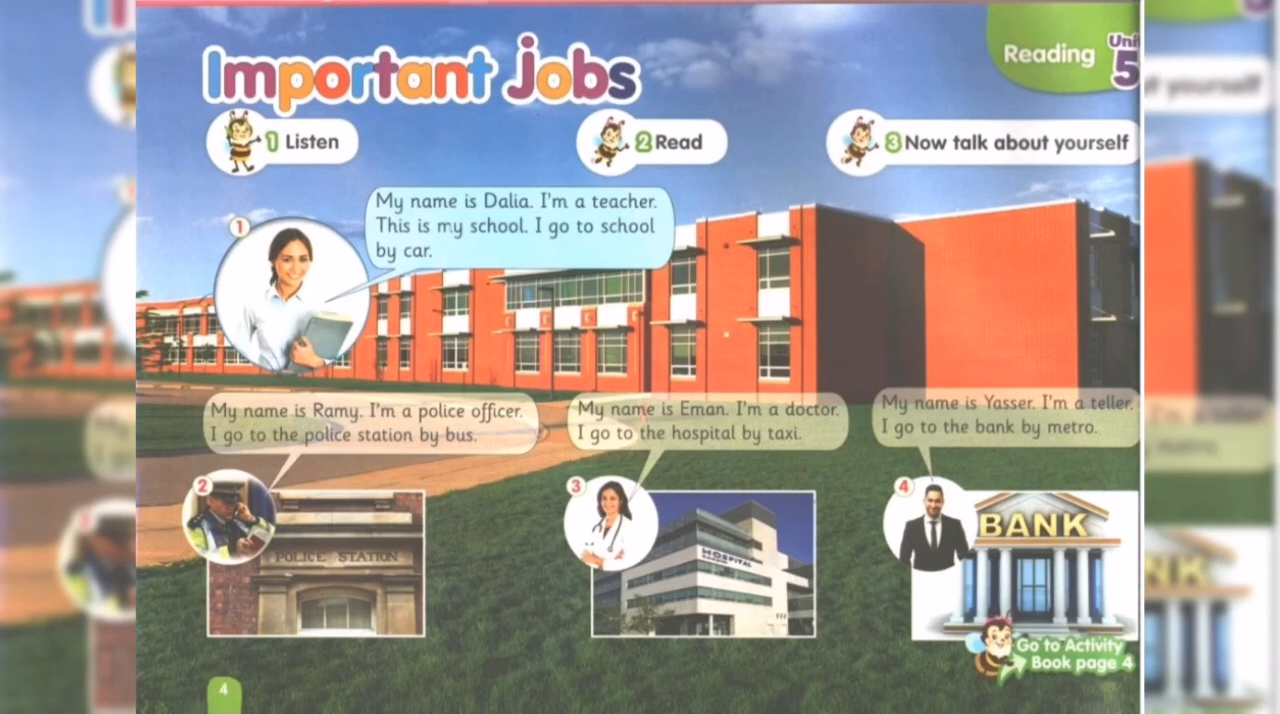 Important Jobs
Reading
Unit
5
1 Listen
2 Read
3 Now talk about yourself
1
My name is Dalia. I'm a teacher.
This is my school. I go to school
by car.
My name is Ramy. I'm a police officer.
I go to the police station by bus.
My name is Eman. I'm a doctor.
I go to the hospital by taxi.
My name is Yasser. I'm a teller.
I go to the bank by metro.
2
POLICE STATION
3
HOSPITAL
4
BANK
Go to Activity
Book page 4
4